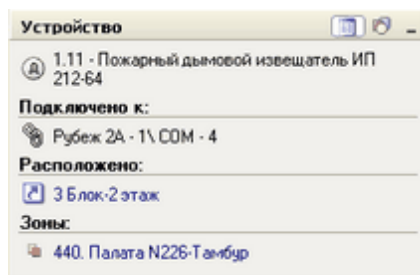 Устройство
1.11 - Пожарный дымовой извещатель ИП
212-64
Подключено к:
Рубеж 2А - 1\ COM - 4
Расположено:
3 Блок-2 этаж
Зоны:
440. Палата N226-Тамбур